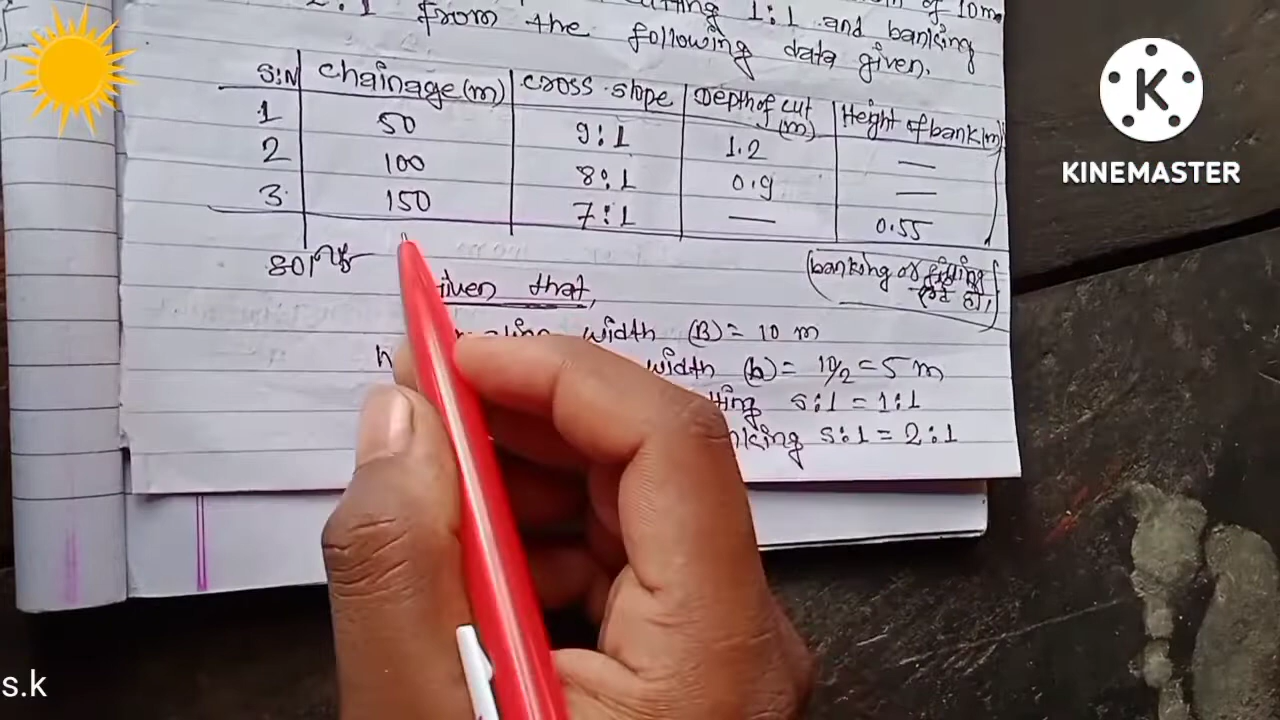 of 10m
cutting 1:1 and banking
2:1 from the following data given.
S.N chainage(m) cross slope Depth of cut (m) Height of bank(m)
1 50 9:1 1.2 —
2 100 8:1 0.9 —
3. 150 7:1 — 0.55
(banking or filling
given that,
width (B) = 10 m
width (b) = 10/2 = 5 m
s:1 = 1:1
s:1 = 2:1
K
KINEMASTER
s.k